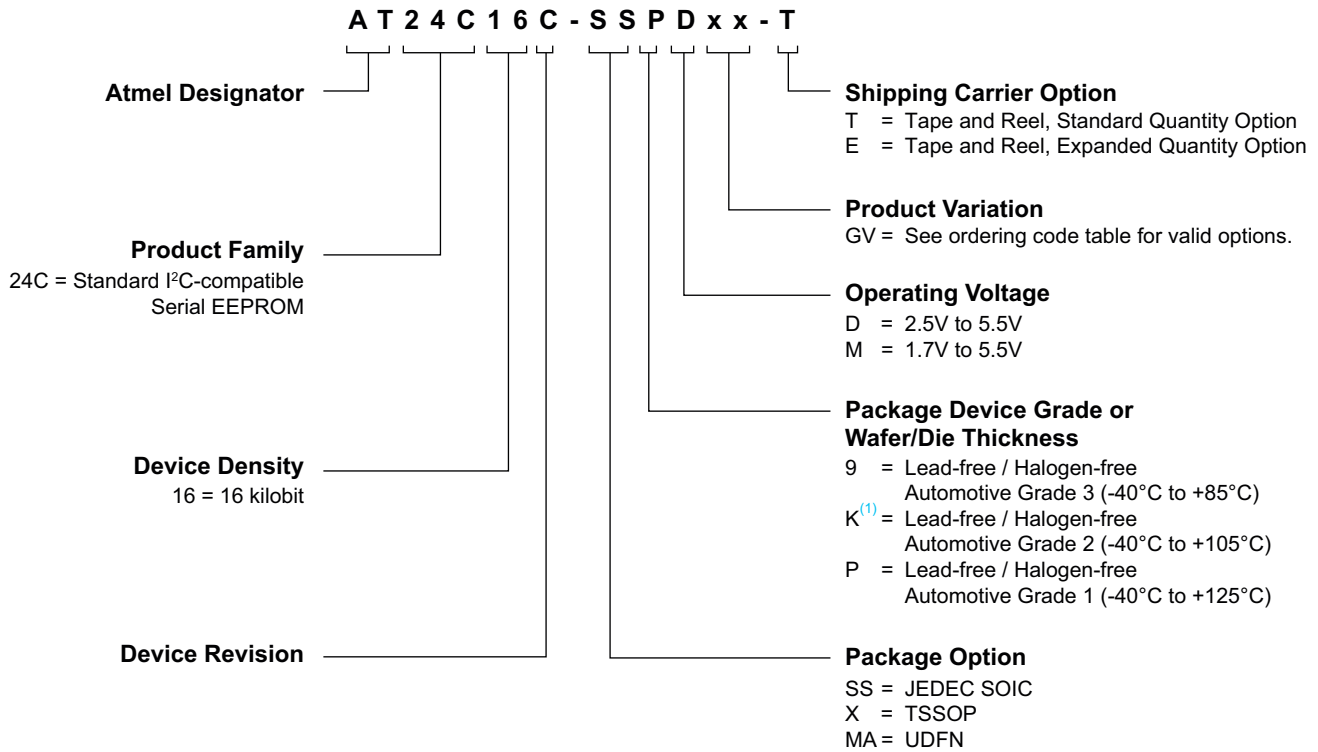 AT24C16C-SSPDxx-T
Atmel Designator
Product Family
24C = Standard I²C-compatible
Serial EEPROM
Device Density
16 = 16 kilobit
Device Revision
Shipping Carrier Option
T = Tape and Reel, Standard Quantity Option
E = Tape and Reel, Expanded Quantity Option
Product Variation
GV = See ordering code table for valid options.
Operating Voltage
D = 2.5V to 5.5V
M = 1.7V to 5.5V
Package Device Grade or
Wafer/Die Thickness
9 = Lead-free / Halogen-free
Automotive Grade 3 (-40°C to +85°C)
K(1) = Lead-free / Halogen-free
Automotive Grade 2 (-40°C to +105°C)
P = Lead-free / Halogen-free
Automotive Grade 1 (-40°C to +125°C)
Package Option
SS = JEDEC SOIC
X = TSSOP
MA = UDFN